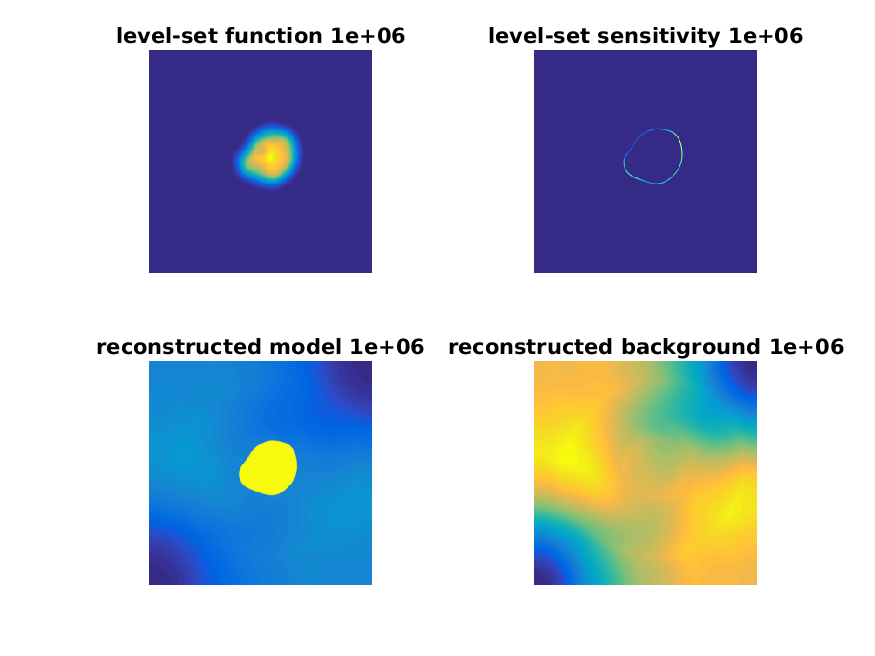 level-set function 1e+06
level-set sensitivity 1e+06
reconstructed model 1e+06
reconstructed background 1e+06